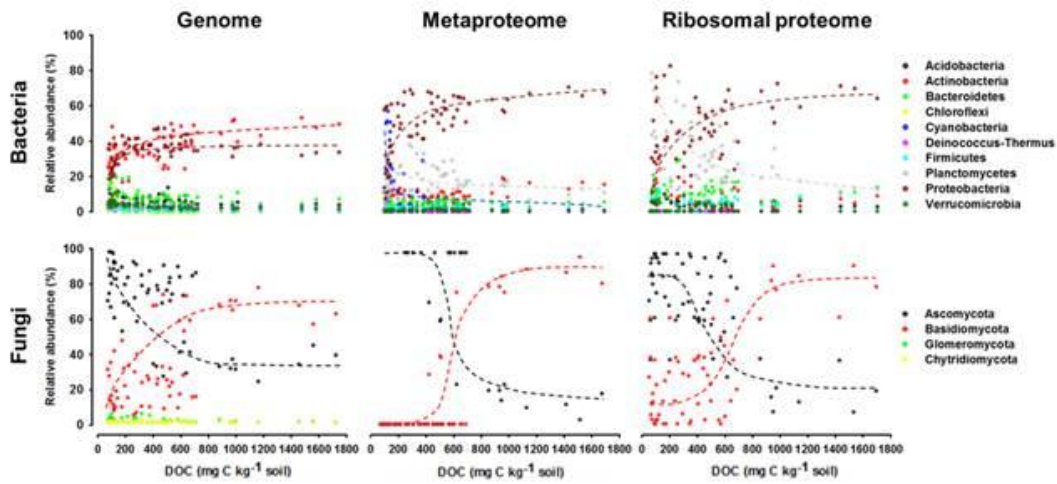 Genome Metaproteome Ribosomal proteome
Bacteria
Relative abundance (%)
100
80
60
40
20
0
Acidobacteria
Actinobacteria
Bacteroidetes
Chloroflexi
Cyanobacteria
Deinococcus-Thermus
Firmicutes
Planctomycetes
Proteobacteria
Verrucomicrobia
Fungi
Relative abundance (%)
100
80
60
40
20
0
Ascomycota
Basidiomycota
Glomeromycota
Chytridiomycota
0 200 400 600 800 1000 1200 1400 1600 1800 0 200 400 600 800 1000 1200 1400 1600 1800 0 200 400 600 800 1000 1200 1400 1600 1800
DOC (mg C kg⁻¹ soil) DOC (mg C kg⁻¹ soil) DOC (mg C kg⁻¹ soil)